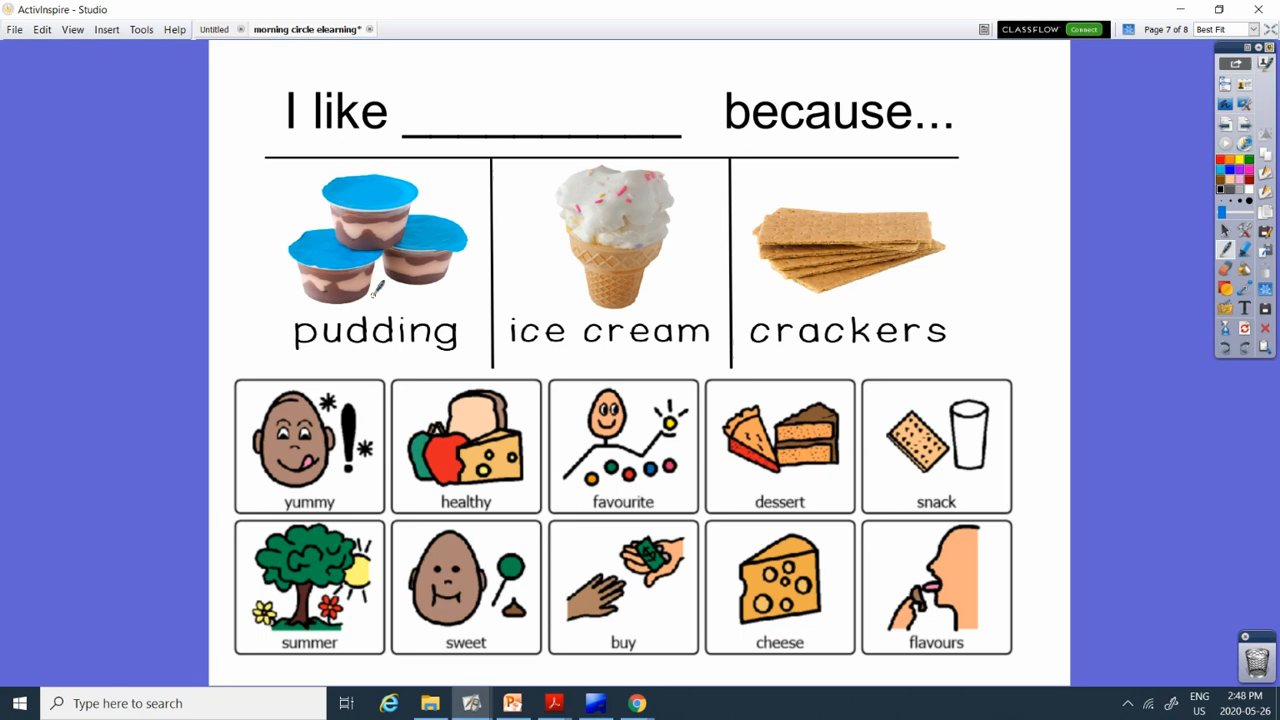 ActivInspire - Studio
File Edit View Insert Tools Help Untitled morning circle elearning* CLASSFLOW Connect Page 7 of 8 Best Fit
I like ___________ because...
pudding ice cream crackers
yummy healthy favourite dessert snack
summer sweet buy cheese flavours
Type here to search
ENG 2:48 PM
US 2020-05-26